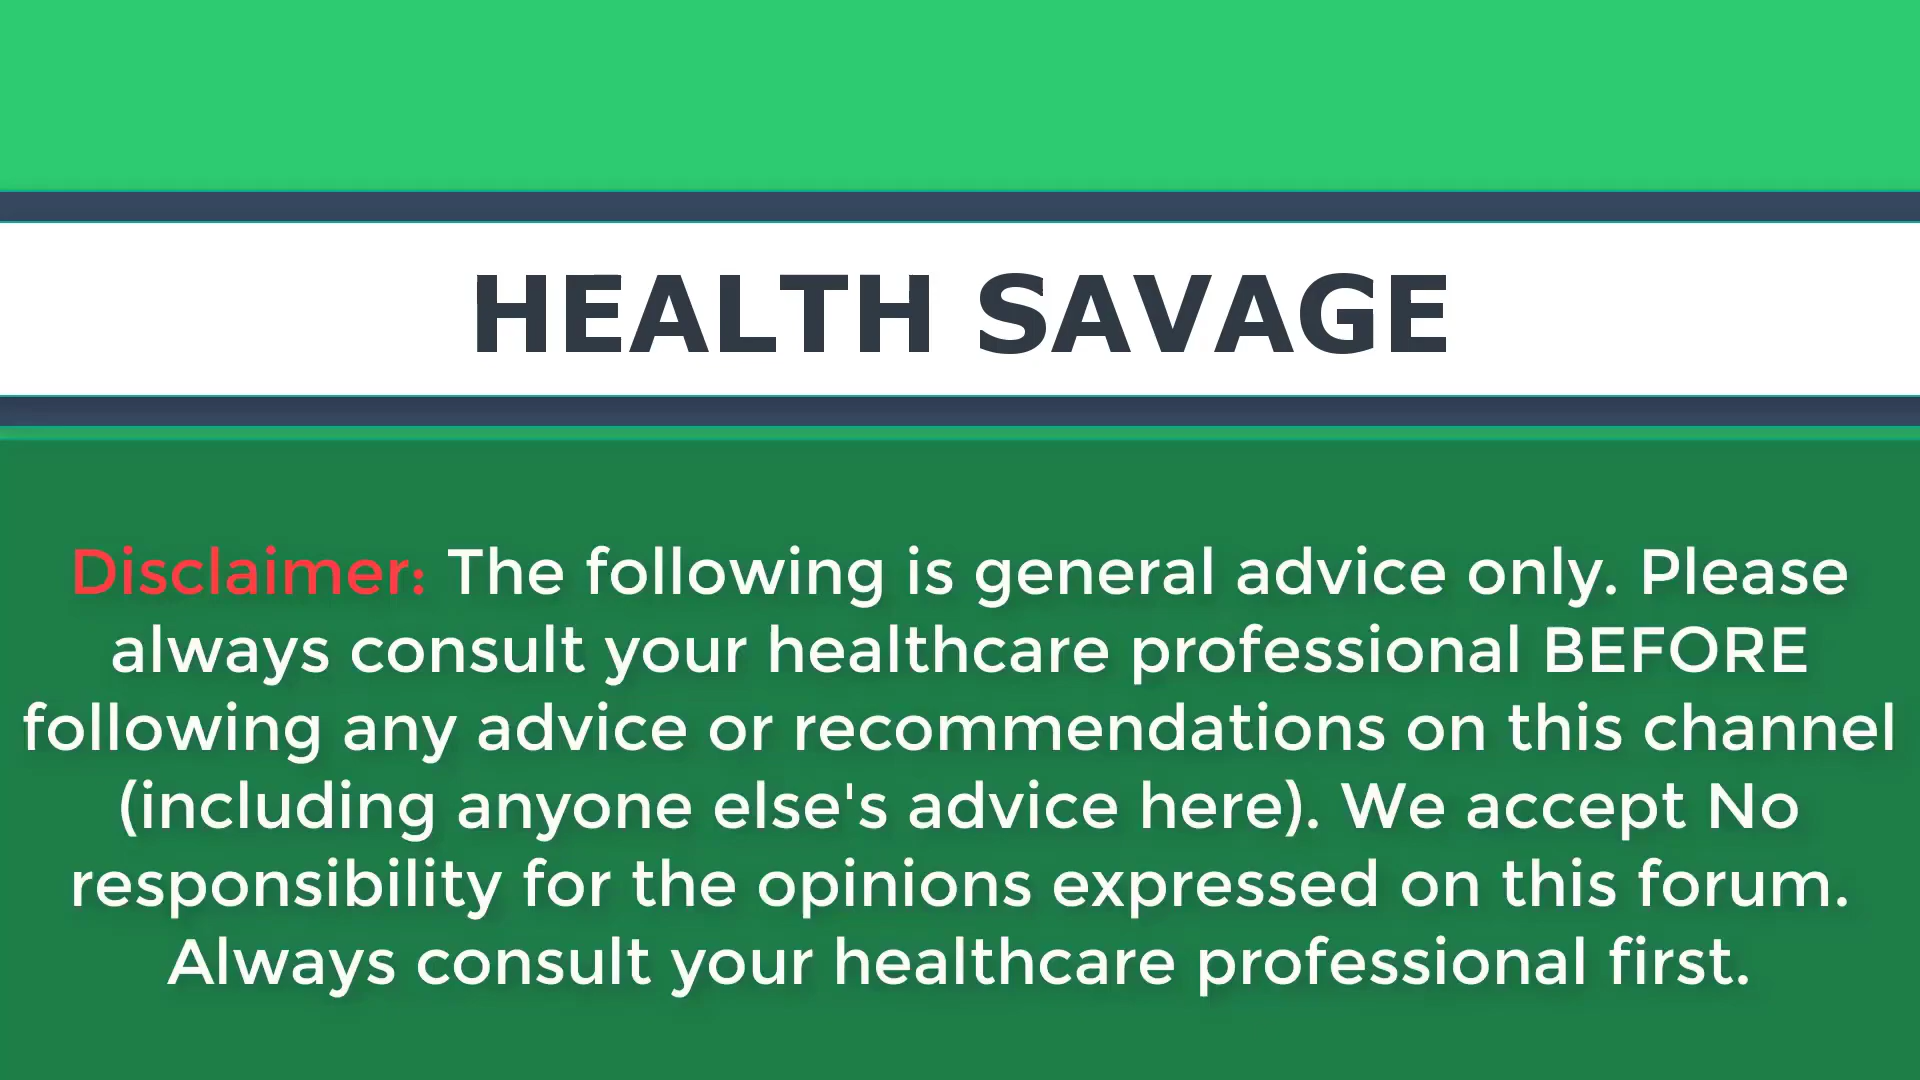 HEALTH SAVAGE
Disclaimer: The following is general advice only. Please
always consult your healthcare professional BEFORE
following any advice or recommendations on this channel
(including anyone else's advice here). We accept No
responsibility for the opinions expressed on this forum.
Always consult your healthcare professional first.